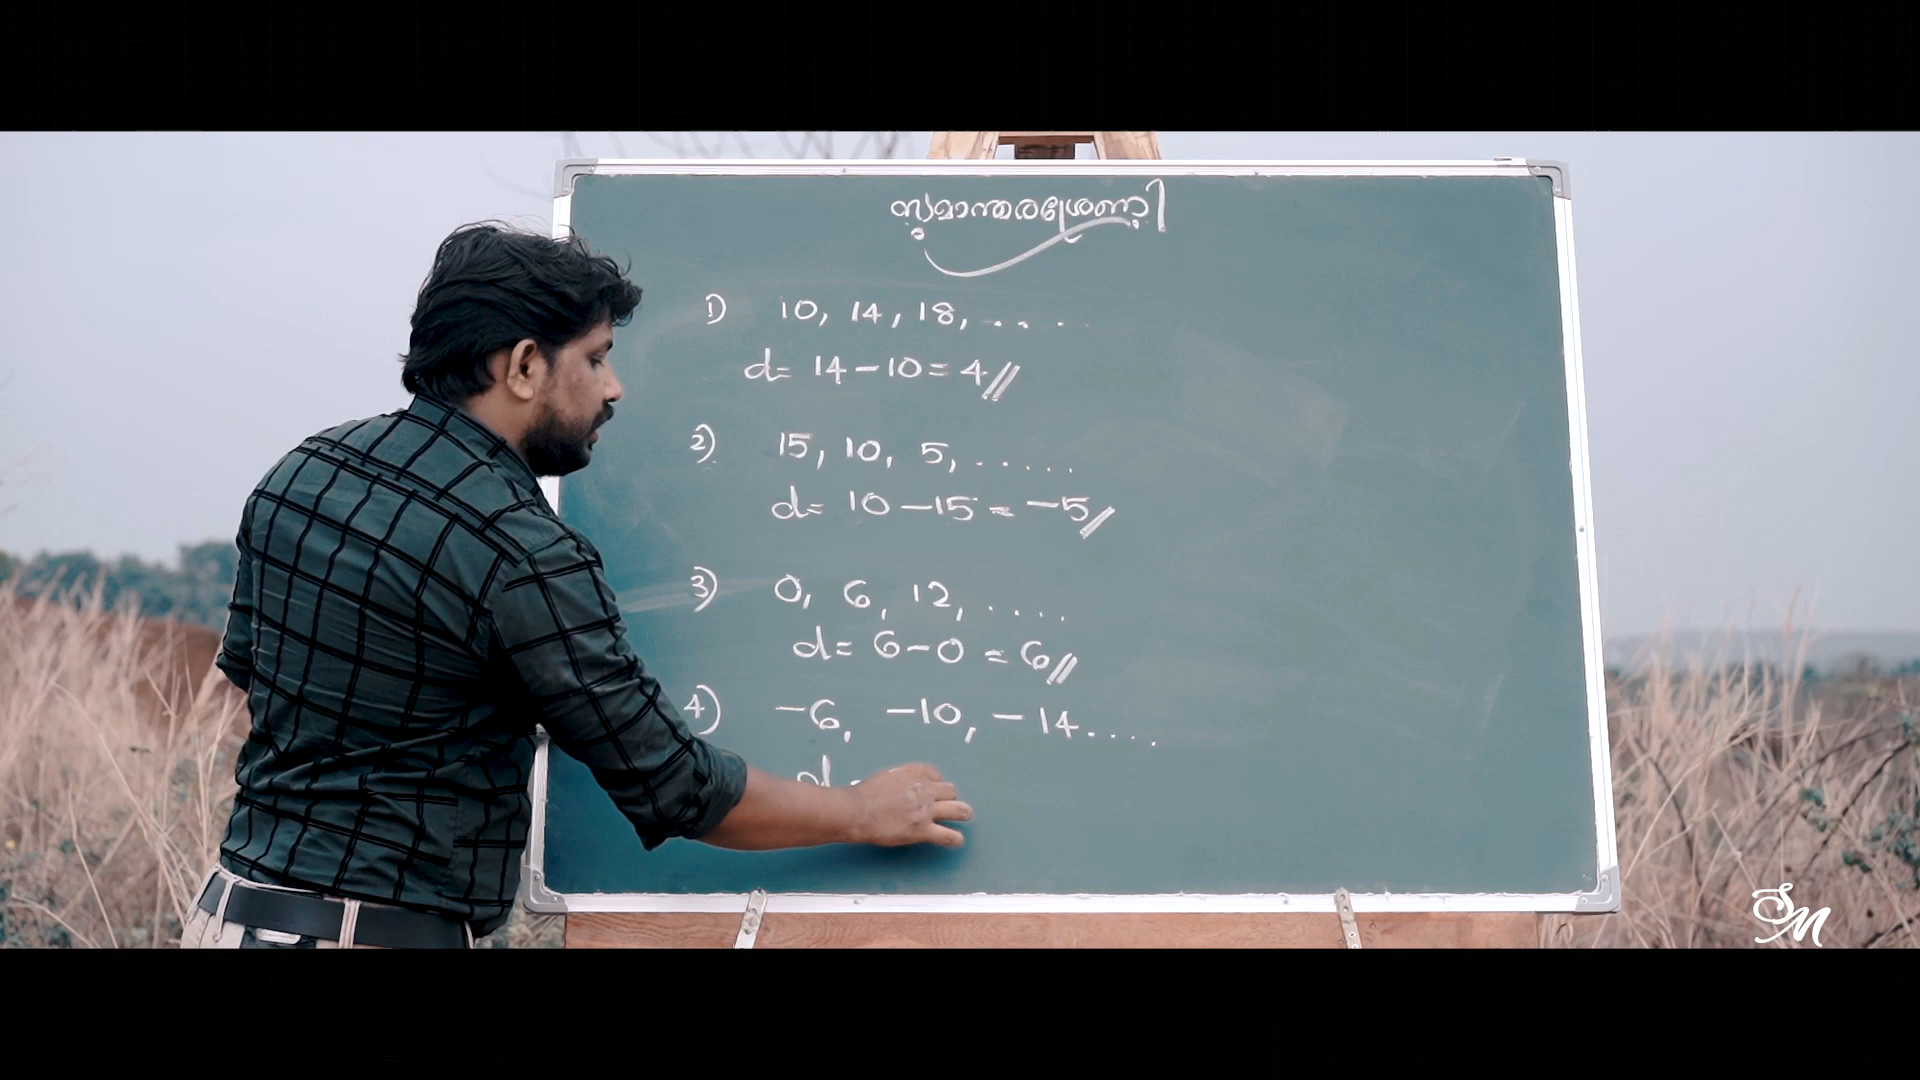 സമാന്തരശ്രേണി
1) 10, 14, 18, .....
d= 14-10=4//
2) 15, 10, 5, ......
d= 10-15=-5//
3) 0, 6, 12, .....
d= 6-0=6//
4) -6, -10, -14....
d=
SM